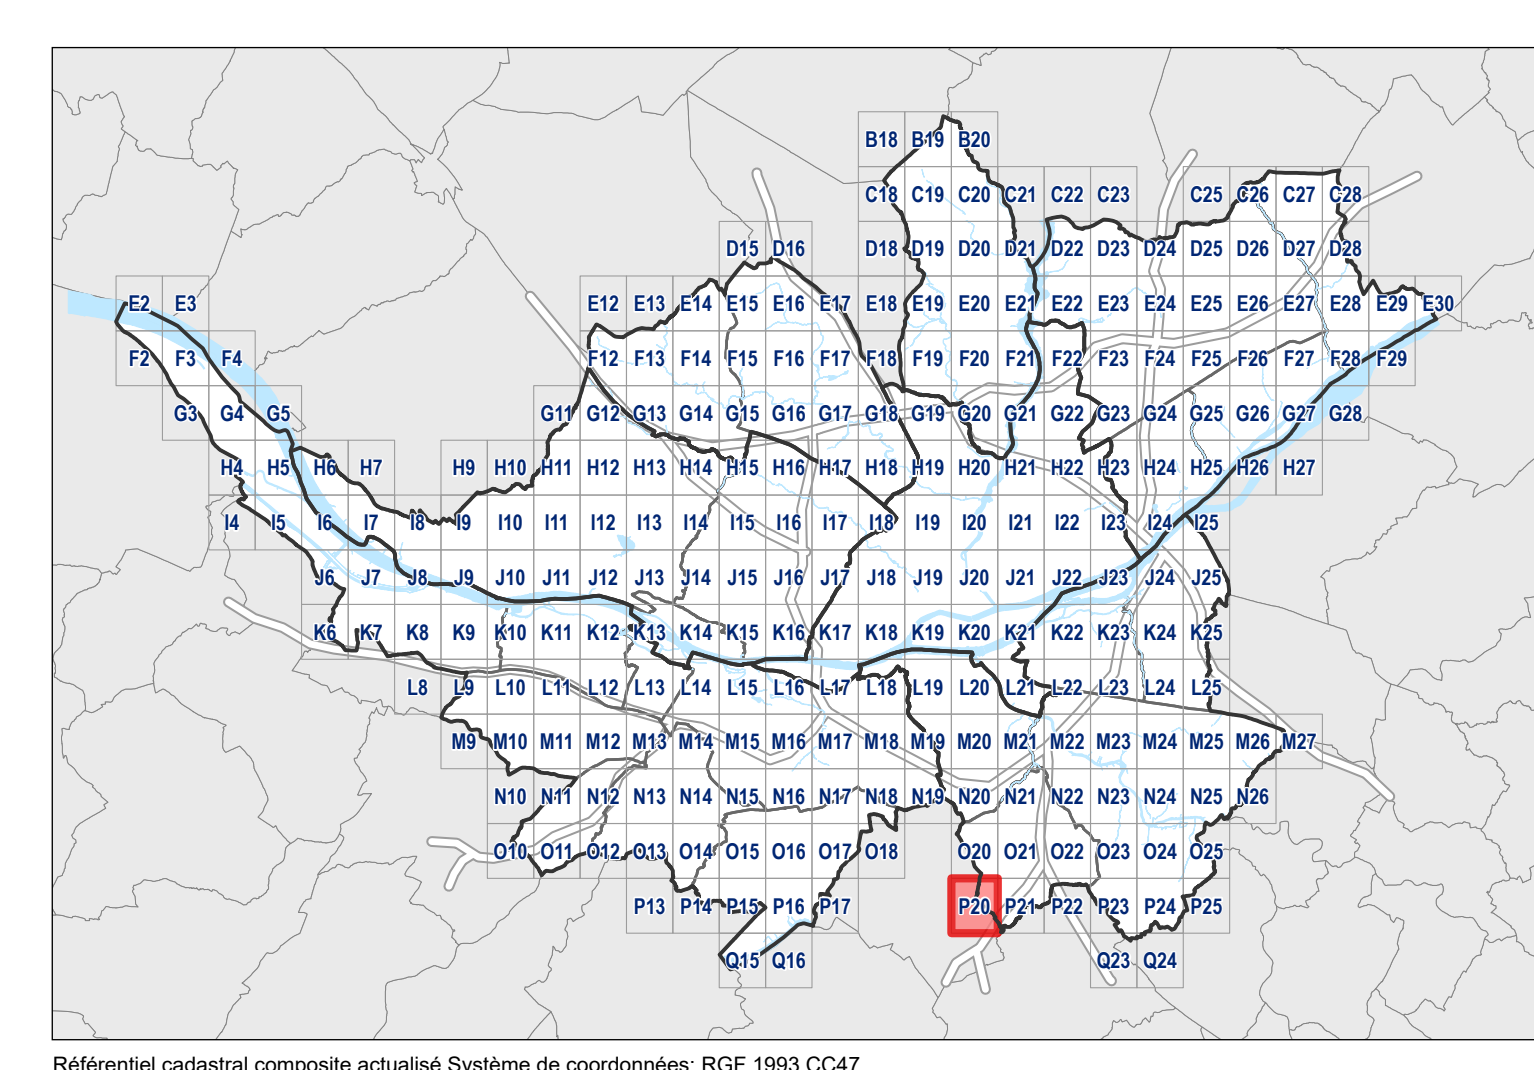 B18 B19 B20
C18 C19 C20 C21 C22 C23 C25 C26 C27 C28
D15 D16 D18 D19 D20 D21 D22 D23 D24 D25 D26 D27 D28
E2 E3 E12 E13 E14 E15 E16 E17 E18 E19 E20 E21 E22 E23 E24 E25 E26 E27 E28 E29 E30
F2 F3 F4 F12 F13 F14 F15 F16 F17 F18 F19 F20 F21 F22 F23 F24 F25 F26 F27 F28 F29
G3 G4 G5 G11 G12 G13 G14 G15 G16 G17 G18 G19 G20 G21 G22 G23 G24 G25 G26 G27 G28
H4 H5 H6 H7 H9 H10 H11 H12 H13 H14 H15 H16 H17 H18 H19 H20 H21 H22 H23 H24 H25 H26 H27
I4 I5 I6 I7 I8 I9 I10 I11 I12 I13 I14 I15 I16 I17 I18 I19 I20 I21 I22 I23 I24 I25
J6 J7 J8 J9 J10 J11 J12 J13 J14 J15 J16 J17 J18 J19 J20 J21 J22 J23 J24 J25
K6 K7 K8 K9 K10 K11 K12 K13 K14 K15 K16 K17 K18 K19 K20 K21 K22 K23 K24 K25
L8 L9 L10 L11 L12 L13 L14 L15 L16 L17 L18 L19 L20 L21 L22 L23 L24 L25
M9 M10 M11 M12 M13 M14 M15 M16 M17 M18 M19 M20 M21 M22 M23 M24 M25 M26 M27
N10 N11 N12 N13 N14 N15 N16 N17 N18 N19 N20 N21 N22 N23 N24 N25 N26
O10 O11 O12 O13 O14 O15 O16 O17 O18 O20 O21 O22 O23 O24 O25
P13 P14 P15 P16 P17 P20 P21 P22 P23 P24 P25
Q15 Q16 Q23 Q24
Référentiel cadastral composite actualisé Système de coordonnées: RGF 1993 CC47